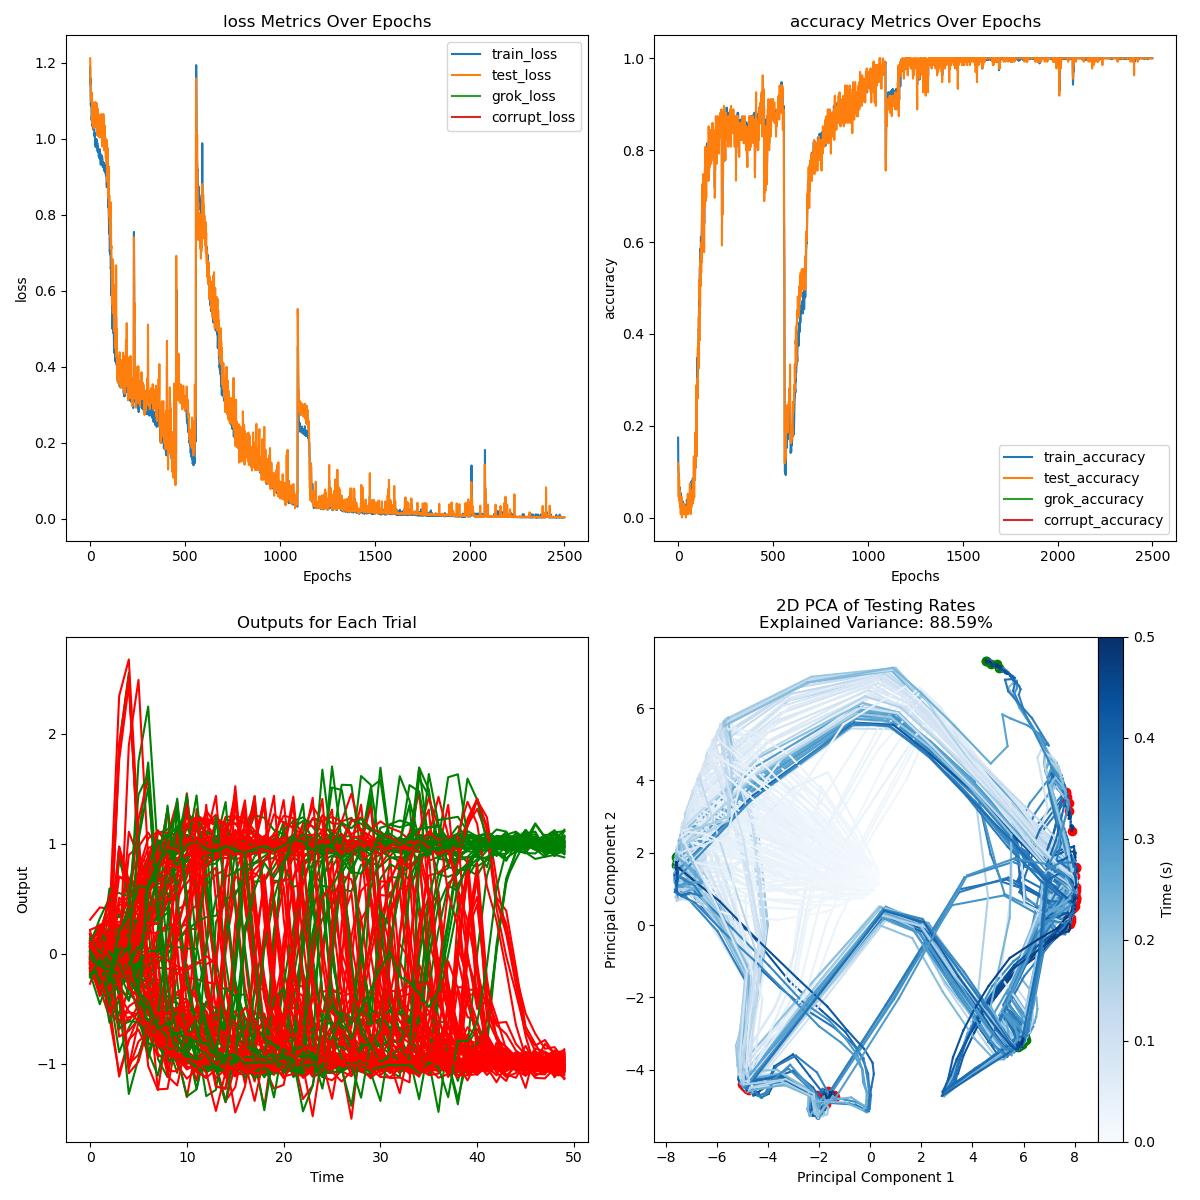 loss Metrics Over Epochs
1.2
1.0
0.8
0.6
0.4
0.2
0.0
loss
train_loss
test_loss
grok_loss
corrupt_loss
0
500
1000
1500
2000
2500
Epochs
accuracy Metrics Over Epochs
1.0
0.8
0.6
0.4
0.2
0.0
accuracy
train_accuracy
test_accuracy
grok_accuracy
corrupt_accuracy
0
500
1000
1500
2000
2500
Epochs
Outputs for Each Trial
2
1
0
−1
Output
0
10
20
30
40
50
Time
2D PCA of Testing Rates
Explained Variance: 88.59%
6
4
2
0
−2
−4
Principal Component 2
−8
−6
−4
−2
0
2
4
6
8
Principal Component 1
0.5
0.4
0.3
0.2
0.1
0.0
Time (s)